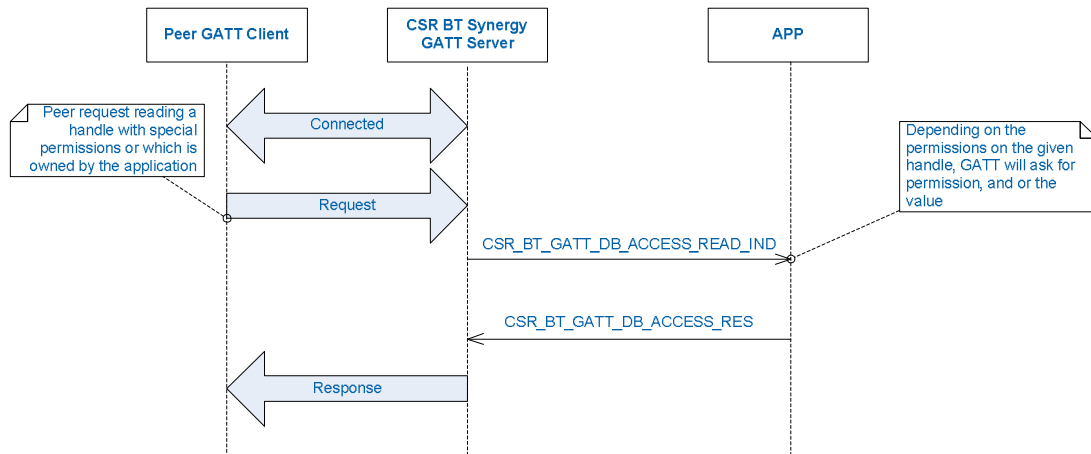 Peer GATT Client
CSR BT Synergy
GATT Server
APP
Peer request reading a
handle with special
permissions or which is
owned by the application
Connected
Depending on the
permissions on the given
handle, GATT will ask for
permission, and or the
value
Request
CSR_BT_GATT_DB_ACCESS_READ_IND
CSR_BT_GATT_DB_ACCESS_RES
Response